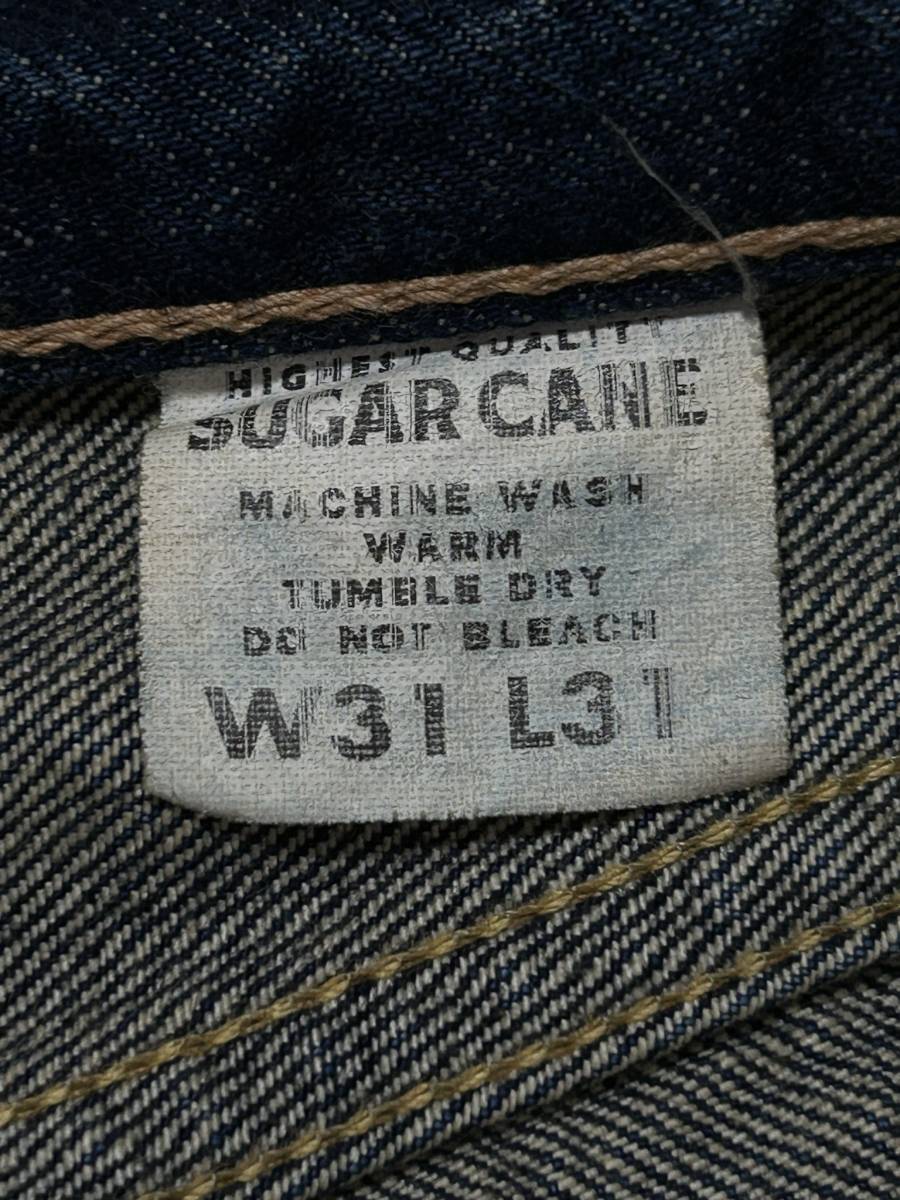 HIGHEST QUALITY
SUGAR CANE
MACHINE WASH
WARM
TUMBLE DRY
DO NOT BLEACH
W31 L31